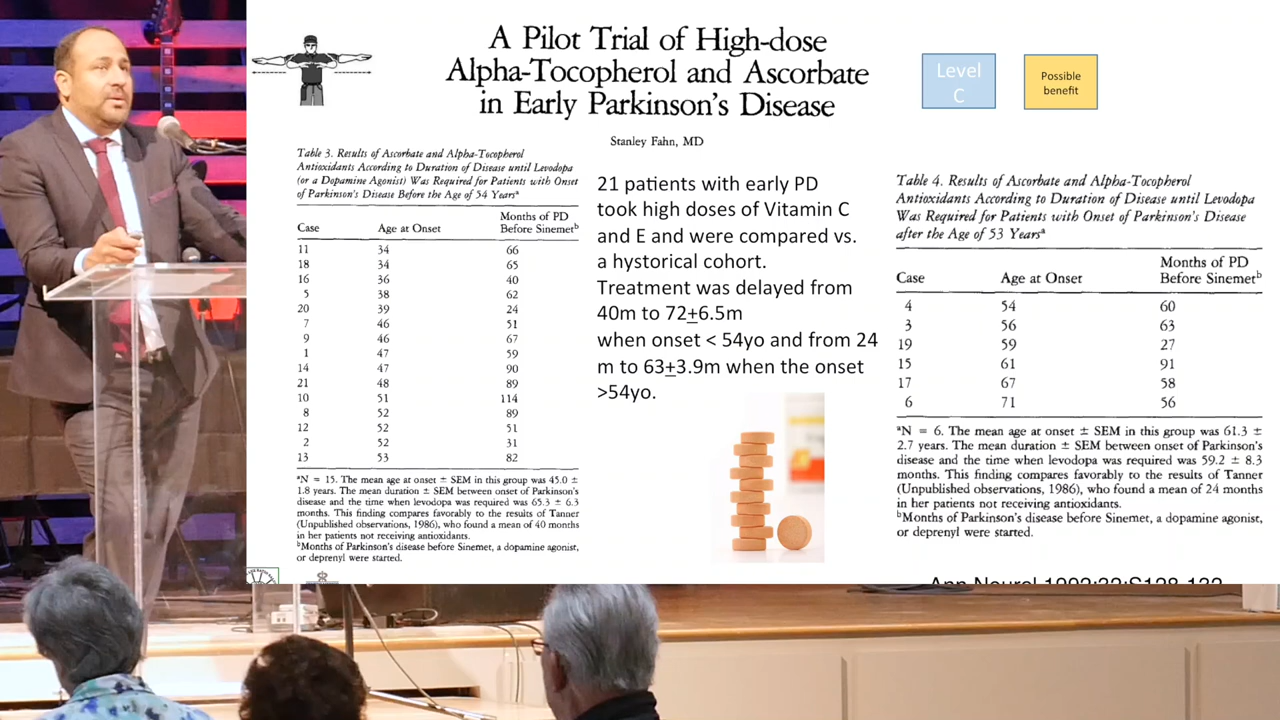 A Pilot Trial of High-dose
Alpha-Tocopherol and Ascorbate
in Early Parkinson's Disease
Stanley Fahn, MD
Level
C
Possible
benefit
Table 3. Results of Ascorbate and Alpha-Tocopherol
Antioxidants According to Duration of Disease until Levodopa
(or a Dopamine Agonist) Was Required for Patients with Onset
of Parkinson's Disease Before the Age of 54 Yearsᵃ
Months of PD
Case Age at Onset Before Sinemetᵇ
11 34 66
18 34 65
16 36 40
5 38 62
20 39 24
7 46 51
9 46 67
1 47 59
14 47 90
21 48 89
10 51 114
8 52 89
12 52 51
2 52 31
13 53 82
ᵃN = 15. The mean age at onset ± SEM in this group was 45.0 ±
1.8 years. The mean duration ± SEM between onset of Parkinson's
disease and the time when levodopa was required was 65.3 ± 6.3
months. This finding compares favorably to the results of Tanner
(Unpublished observations, 1986), who found a mean of 40 months
in her patients not receiving antioxidants.
ᵇMonths of Parkinson's disease before Sinemet, a dopamine agonist,
or deprenyl were started.
21 patients with early PD
took high doses of Vitamin C
and E and were compared vs.
a hystorical cohort.
Treatment was delayed from
40m to 72±6.5m
when onset < 54yo and from 24
m to 63±3.9m when the onset
>54yo.
Table 4. Results of Ascorbate and Alpha-Tocopherol
Antioxidants According to Duration of Disease until Levodopa
Was Required for Patients with Onset of Parkinson's Disease
after the Age of 53 Yearsᵃ
Months of PD
Case Age at Onset Before Sinemetᵇ
4 54 60
3 56 63
19 59 27
15 61 91
17 67 58
6 71 56
ᵃN = 6. The mean age at onset ± SEM in this group was 61.3 ±
2.7 years. The mean duration ± SEM between onset of Parkinson's
disease and the time when levodopa was required was 59.2 ± 8.3
months. This finding compares favorably to the results of Tanner
(Unpublished observations, 1986), who found a mean of 24 months
in her patients not receiving antioxidants.
ᵇMonths of Parkinson's disease before Sinemet, a dopamine agonist,
or deprenyl were started.
Ann Neurol 1992;32:S128-132